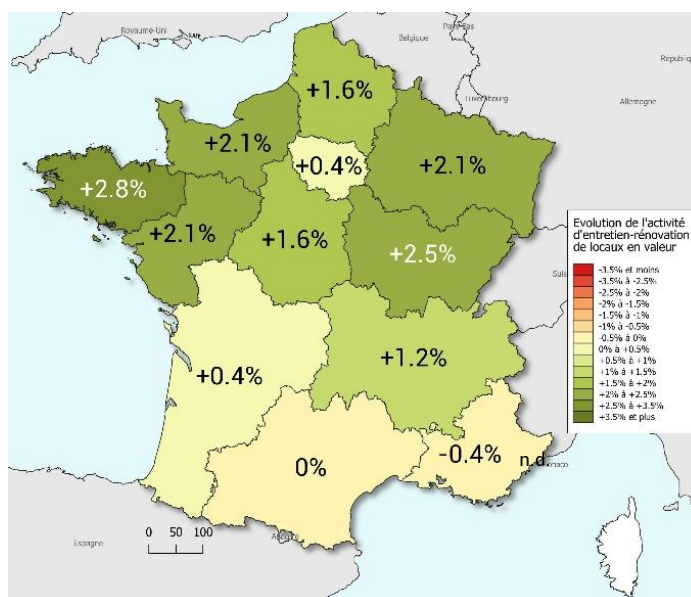 Royaume-Uni
Belgique
Pays-Bas
Luxembourg
Allemagne
+1.6%
+2.1%
+0.4%
+2.1%
+2.8%
+2.1%
+1.6%
+2.5%
+0.4%
+1.2%
0%
-0.4%
n.d.
Evolution de l'activité
d'entretien-rénovation
de locaux en valeur
-3.5% et moins
-3.5% à -2.5%
-2.5% à -2%
-2% à -1.5%
-1.5% à -1%
-1% à -0.5%
-0.5% à 0%
0% à +0.5%
+0.5% à +1%
+1% à +1.5%
+1.5% à +2%
+2% à +2.5%
+2.5% à +3.5%
+3.5% et plus
0 50 100
Espagne